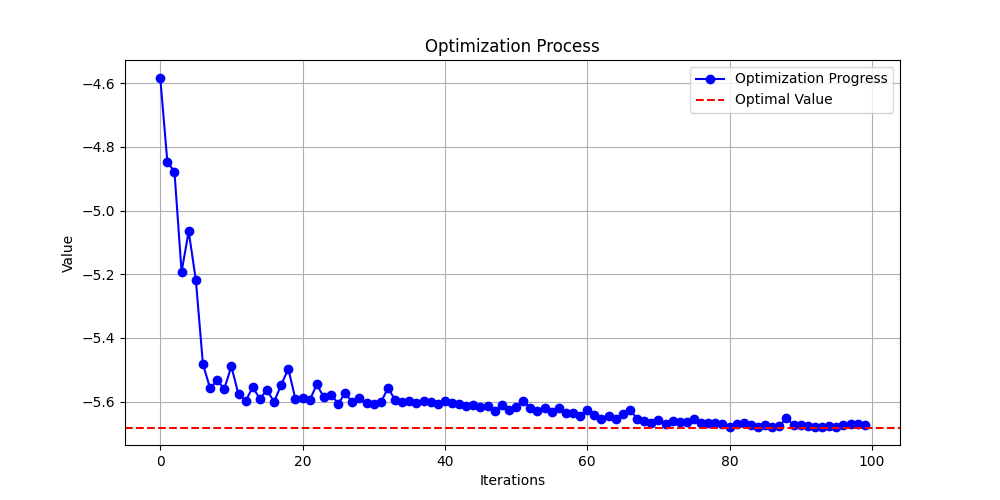 Optimization Process
Optimization Progress
Optimal Value
Value
−4.6
−4.8
−5.0
−5.2
−5.4
−5.6
0 20 40 60 80 100
Iterations